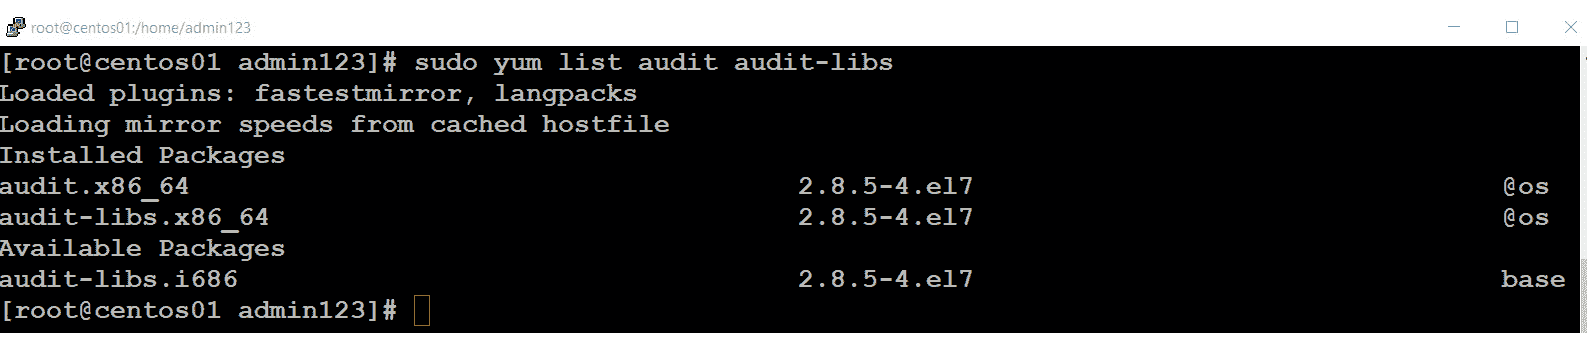 root@centos01:/home/admin123
[root@centos01 admin123]# sudo yum list audit audit-libs
Loaded plugins: fastestmirror, langpacks
Loading mirror speeds from cached hostfile
Installed Packages
audit.x86_64 2.8.5-4.el7 @os
audit-libs.x86_64 2.8.5-4.el7 @os
Available Packages
audit-libs.i686 2.8.5-4.el7 base
[root@centos01 admin123]#